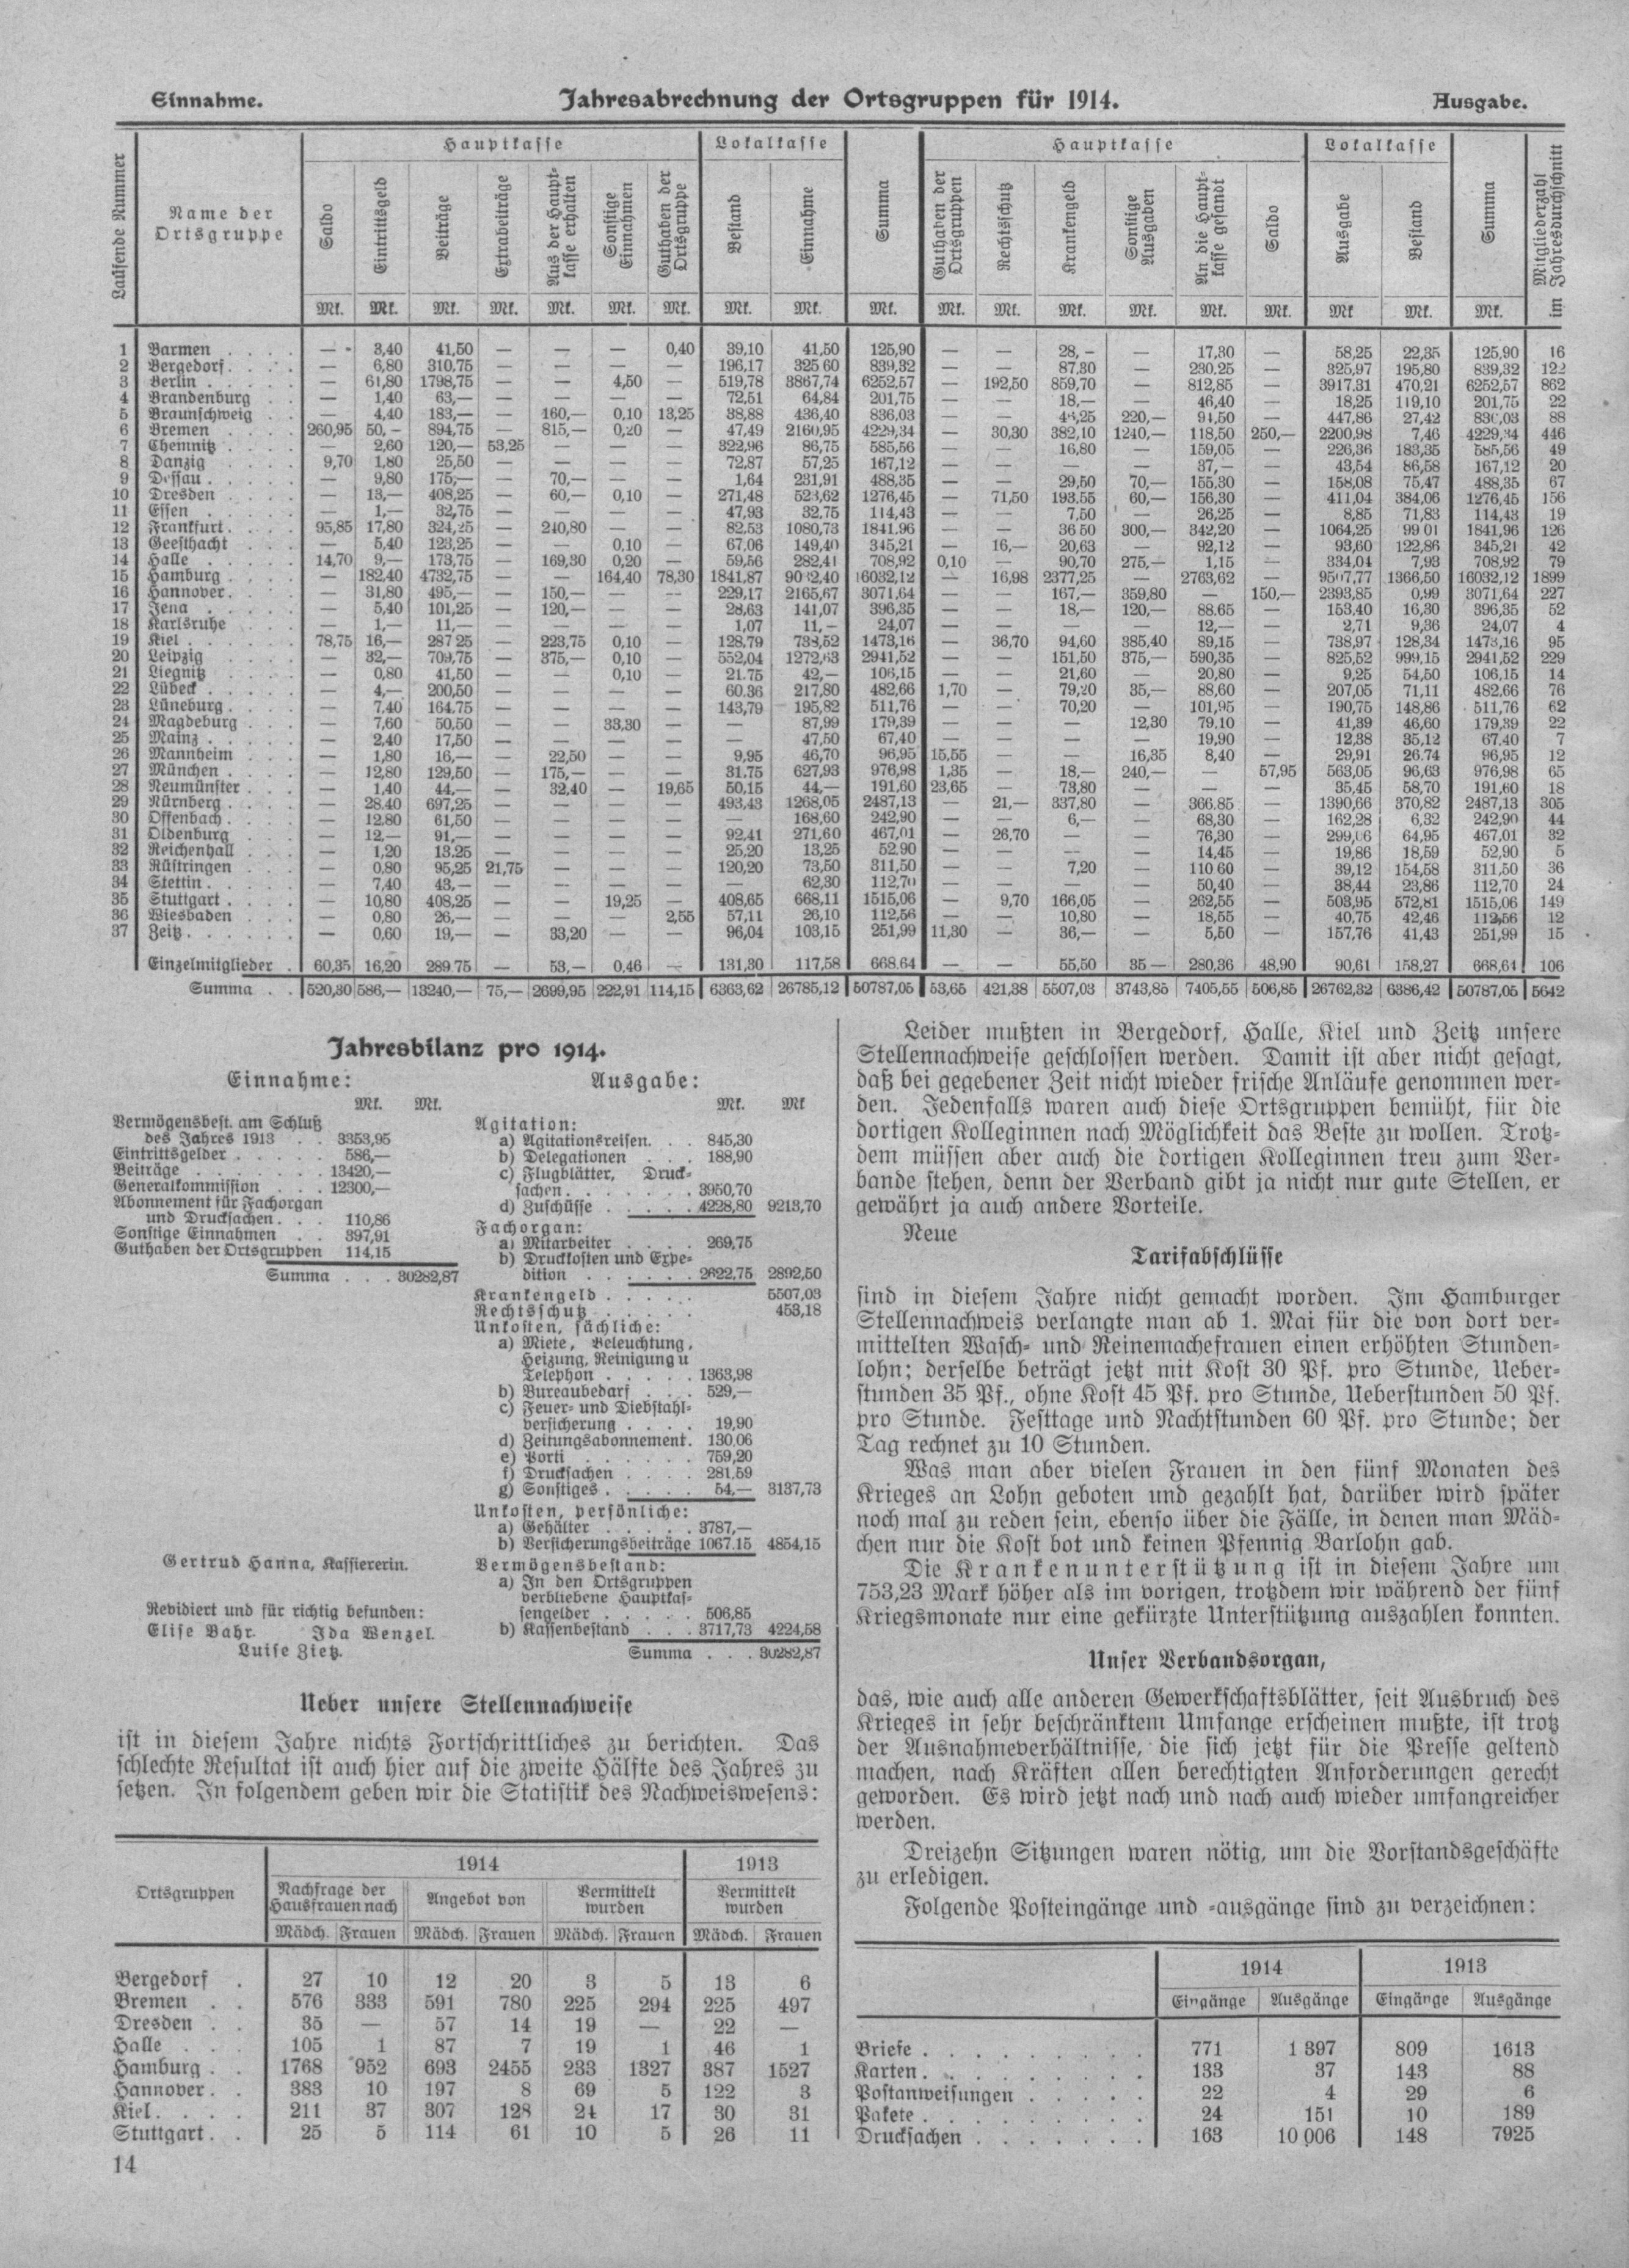 Einnahme. Jahresabrechnung der Ortsgruppen für 1914. Ausgabe.
Laufende Nummer
Name der Ortsgruppe
Hauptkasse Lokalkasse Summa Hauptkasse Lokalkasse Summa Mitgliederzahl im Jahresdurchschnitt
Saldo Eintrittsgeld Beiträge Extrabeiträge Aus der Hauptkasse erhalten Sonstige Einnahmen Guthaben der Ortsgruppe Bestand Einnahme Guthaben der Ortsgruppen Rechtsschutz Krankengeld Sonstige Ausgaben An die Hauptkasse gesandt Saldo Ausgabe Bestand
Mk. Mk. Mk. Mk. Mk. Mk. Mk. Mk. Mk. Mk. Mk. Mk. Mk. Mk. Mk. Mk. Mk Mk. Mk.
1 Barmen . . . . — 3,40 41,50 — — — 0,40 39,10 41,50 125,90 — — 28,— — 17,30 — 58,25 22,35 125,90 16
2 Bergedorf. . . . — 6,80 310,75 — — — — 196,17 325 60 839,32 — — 87,30 — 230,25 — 325,97 195,80 839,32 122
3 Berlin . . . . . — 61,80 1798,75 — — 4,50 — 519,78 3867,74 6252,57 — 192,50 859,70 — 812,85 — 3917,31 470,21 6252,57 862
4 Brandenburg . . — 1,40 63,— — — — — 72,51 64,84 201,75 — — 18,— — 46,40 — 18,25 119,10 201,75 22
5 Braunschweig . . — 4,40 183,— — 160,— 0,10 13,25 38,88 436,40 836,03 — — 220,— 94,50 — 447,86 27,42 836,03 88
6 Bremen . . . . 260,95 50,— 894,75 — 815,— 0,20 — 47,49 2160,95 4229,34 — 30,30 382,10 1240,— 118,50 250,— 2200,98 7,46 4229,34 446
7 Chemnitz . . . . — 2,60 120,— 53,25 — — — 322,96 86,75 585,56 — — 16,80 — 159,05 — 226,36 183,35 585,56 49
8 Danzig . . . . 9,70 1,80 25,50 — — — — 72,87 57,25 167,12 — — — — 37,— — 43,54 86,58 167,12 20
9 Dessau . . . . . — 9,80 175,— — 70,— — — 1,64 231,91 488,35 — — 29,50 70,— 155,30 — 158,08 75,47 488,35 67
10 Dresden . . . . — 13,— 408,25 — 60,— 0,10 — 271,48 523,62 1276,45 — 71,50 193,55 60,— 156,30 — 411,04 384,06 1276,45 156
11 Essen . . . . . — 1,— 32,75 — — — — 47,93 32,75 114,43 — — 7,50 — 26,25 — 8,85 71,83 114,43 19
12 Frankfurt. . . . 95,85 17,80 324,25 — 240,80 — — 82,53 1080,73 1841,96 — — 36 50 300,— 342,20 — 1064,25 99 01 1841,96 126
13 Geesthacht . . . — 5,40 123,25 — — 0,10 — 67,06 149,40 345,21 — 16,— 20,63 — 92,12 — 93,60 122,86 345,21 42
14 Halle . . . . . 14,70 9,— 173,75 — 169,30 0,20 — 59,56 282,41 708,92 0,10 — 90,70 275,— 1,15 — 334,04 7,93 708,92 79
15 Hamburg . . . . — 182,40 4732,75 — — 164,40 78,30 1841,87 9032,40 16032,12 — 16,98 2377,25 — 2763,62 — 9507,77 1366,50 16032,12 1899
16 Hannover. . . . — 31,80 495,— — 150,— — — 229,17 2165,67 3071,64 — — 167,— 359,80 — 150,— 2393,85 0,99 3071,64 227
17 Jena . . . . . — 5,40 101,25 — 120,— — — 28,63 141,07 396,35 — — 18,— 120,— 88,65 — 153,40 16,30 396,35 52
18 Karlsruhe . . . — 1,— 11,— — — — — 1,07 11,— 24,07 — — — — 12,— — 2,71 9,36 24,07 4
19 Kiel . . . . . 78,75 16,— 287 25 — 223,75 0,10 — 128,79 738,52 1473,16 — 36,70 94,60 385,40 89,15 — 738,97 128,34 1473,16 95
20 Leipzig . . . . — 32,— 709,75 — 375,— 0,10 — 552,04 1272,63 2941,52 — — 151,50 375,— 590,35 — 825,52 999,15 2941,52 229
21 Liegnitz . . . . — 0,80 41,50 — — 0,10 — 21,75 42,— 106,15 — — 21,60 — 20,80 — 9,25 54,50 106,15 14
22 Lübeck . . . . . — 4,— 200,50 — — — — 60,36 217,80 482,66 1,70 — 79,20 35,— 88,60 — 207,05 71,11 482,66 76
23 Lüneburg. . . . — 7,40 164,75 — — — — 143,79 195,82 511,76 — — 70,20 — 101,95 — 190,75 148,86 511,76 62
24 Magdeburg . . . — 7,60 50,50 — — 33,30 — — 87,99 179,39 — — — 12,30 79,10 — 41,39 46,60 179,39 22
25 Mainz . . . . . — 2,40 17,50 — — — — — 47,50 67,40 — — — — 19,90 — 12,38 35,12 67,40 7
26 Mannheim . . . — 1,80 16,— — 22,50 — — 9,95 46,70 96,95 15,55 — — 16,35 8,40 — 29,91 26,74 96,95 12
27 München . . . . — 12,80 129,50 — 175,— — — 31,75 627,93 976,98 1,35 — 18,— 240,— — 57,95 563,05 96,63 976,98 65
28 Neumünster . . . — 1,40 44,— — 32,40 — 19,65 50,15 44,— 191,60 23,65 — 73,80 — — — 35,45 58,70 191,60 18
29 Nürnberg . . . . — 28,40 697,25 — — — — 493,43 1268,05 2487,13 — 21,— 337,80 — 366,85 — 1390,66 370,82 2487,13 305
30 Offenbach. . . . — 12,80 61,50 — — — — — 168,60 242,90 — — 6,— — 68,30 — 162,28 6,32 242,90 44
31 Oldenburg . . . — 12,— 91,— — — — — 92,41 271,60 467,01 — 26,70 — — 76,30 — 299,06 64,95 467,01 32
32 Reichenhall . . . — 1,20 13,25 — — — — 25,20 13,25 52,90 — — — — 14,45 — 19,86 18,59 52,90 5
33 Rüstringen . . . — 0,80 95,25 21,75 — — — 120,20 73,50 311,50 — — 7,20 — 110 60 — 39,12 154,58 311,50 36
34 Stettin . . . . . — 7,40 43,— — — — — — 62,30 112,70 — — — — 50,40 — 38,44 23,86 112,70 24
35 Stuttgart . . . . — 10,80 408,25 — — 19,25 — 408,65 668,11 1515,06 — 9,70 166,05 — 262,55 — 503,95 572,81 1515,06 149
36 Wiesbaden . . . — 0,80 26,— — — — 2,55 57,11 26,10 112,56 — — 10,80 — 18,55 — 40,75 42,46 112,56 12
37 Zeitz. . . . . . — 0,60 19,— — 33,20 — — 96,04 103,15 251,99 11,30 — 36,— — 5,50 — 157,76 41,43 251,99 15
Einzelmitglieder . 60,35 16,20 289 75 — 53,— 0,46 — 131,30 117,58 668,64 — — 55,50 35 — 280,36 48,90 90,61 158,27 668,64 106
Summa . . 520,30 586,— 13240,— 75,— 2699,95 222,91 114,15 6363,62 26785,12 50787,05 53,65 421,38 5507,03 3743,85 7405,55 506,85 26762,32 6386,42 50787,05 5642
Jahresbilanz pro 1914.
Einnahme:
Mk. Mk.
Vermögensbest. am Schluß
des Jahres 1913 . . 3353,95
Eintrittsgelder . . . . . 586,—
Beiträge . . . . . . . 13420,—
Generalkommission . . . 12300,—
Abonnement für Fachorgan
und Drucksachen. . . 110,86
Sonstige Einnahmen . . 397,91
Guthaben der Ortsgruppen 114,15
Summa . . . 30282,87
Gertrud Hanna, Kassiererin.
Revidiert und für richtig befunden:
Elise Bahr. Ida Wenzel.
Luise Zietz.
Ausgabe:
Mk. Mk
Agitation:
a) Agitationsreisen. . . 845,30
b) Delegationen . . . 188,90
c) Flugblätter, Druck-
sachen. . . . . . . 3950,70
d) Zuschüsse . . . . . 4228,80 9213,70
Fachorgan:
a) Mitarbeiter . . . . 269,75
b) Druckkosten und Expe-
dition . . . . . . 2622,75 2892,50
Krankengeld . . . . . 5507,03
Rechtsschutz . . . . . 453,18
Unkosten, sächliche:
a) Miete, Beleuchtung,
Heizung, Reinigung u
Telephon . . . . . 1363,98
b) Bureaubedarf . . . 529,—
c) Feuer- und Diebstahl-
versicherung . . . . 19,90
d) Zeitungsabonnement. 130,06
e) Porti . . . . . . 759,20
f) Drucksachen . . . . 281,59
g) Sonstiges . . . . . 54,— 3137,73
Unkosten, persönliche:
a) Gehälter . . . . . 3787,—
b) Versicherungsbeiträge 1067,15 4854,15
Vermögensbestand:
a) In den Ortsgruppen
verbliebene Hauptkas-
sengelder . . . . . 506,85
b) Kassenbestand . . . 3717,73 4224,58
Summa . . . 30282,87
Ueber unsere Stellennachweise
ist in diesem Jahre nichts Fortschrittliches zu berichten. Das
schlechte Resultat ist auch hier auf die zweite Hälfte des Jahres zu
setzen. In folgendem geben wir die Statistik des Nachweiswesens:
Ortsgruppen 1914 1913
Nachfrage der Hausfrauen nach Angebot von Vermittelt wurden Vermittelt wurden
Mädch. Frauen Mädch. Frauen Mädch. Frauen Mädch. Frauen
Bergedorf . 27 10 12 20 3 5 13 6
Bremen . . 576 333 591 780 225 294 225 497
Dresden . . 35 — 57 14 19 — 22 —
Halle . . . 105 1 87 7 19 1 46 1
Hamburg . . 1768 952 693 2455 233 1327 387 1527
Hannover. . 383 10 197 8 69 5 122 3
Kiel. . . . 211 37 307 128 24 17 30 31
Stuttgart. . 25 5 114 61 10 5 26 11
14
Leider mußten in Bergedorf, Halle, Kiel und Zeitz unsere
Stellennachweise geschlossen werden. Damit ist aber nicht gesagt,
daß bei gegebener Zeit nicht wieder frische Anläufe genommen wer-
den. Jedenfalls waren auch diese Ortsgruppen bemüht, für die
dortigen Kolleginnen nach Möglichkeit das Beste zu wollen. Trotz-
dem müssen aber auch die dortigen Kolleginnen treu zum Ver-
bande stehen, denn der Verband gibt ja nicht nur gute Stellen, er
gewährt ja auch andere Vorteile.
Neue
Tarifabschlüsse
sind in diesem Jahre nicht gemacht worden. Im Hamburger
Stellennachweis verlangte man ab 1. Mai für die von dort ver-
mittelten Wasch- und Reinemachefrauen einen erhöhten Stunden-
lohn; derselbe beträgt jetzt mit Kost 30 Pf. pro Stunde, Ueber-
stunden 35 Pf., ohne Kost 45 Pf. pro Stunde, Ueberstunden 50 Pf.
pro Stunde. Festtage und Nachtstunden 60 Pf. pro Stunde; der
Tag rechnet zu 10 Stunden.
Was man aber vielen Frauen in den fünf Monaten des
Krieges an Lohn geboten und gezahlt hat, darüber wird später
noch mal zu reden sein, ebenso über die Fälle, in denen man Mäd-
chen nur die Kost bot und keinen Pfennig Barlohn gab.
Die Krankenunterstützung ist in diesem Jahre um
753,23 Mark höher als im vorigen, trotzdem wir während der fünf
Kriegsmonate nur eine gekürzte Unterstützung auszahlen konnten.
Unser Verbandsorgan,
das, wie auch alle anderen Gewerkschaftsblätter, seit Ausbruch des
Krieges in sehr beschränktem Umfange erscheinen mußte, ist trotz
der Ausnahmeverhältnisse, die sich jetzt für die Presse geltend
machen, nach Kräften allen berechtigten Anforderungen gerecht
geworden. Es wird jetzt nach und nach auch wieder umfangreicher
werden.
Dreizehn Sitzungen waren nötig, um die Vorstandsgeschäfte
zu erledigen.
Folgende Posteingänge und -ausgänge sind zu verzeichnen:
1914 1913
Eingänge Ausgänge Eingänge Ausgänge
Briefe . . . . . . . . . 771 1 397 809 1613
Karten. . . . . . . . . 133 37 143 88
Postanweisungen . . . . . 22 4 29 6
Pakete . . . . . . . . . 24 151 10 189
Drucksachen . . . . . . . 163 10 006 148 7925